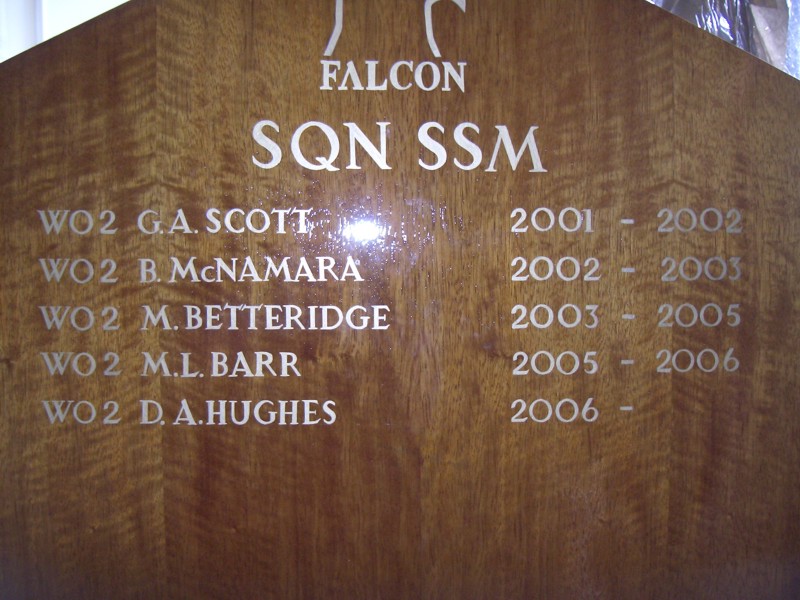 FALCON
SQN SSM
WO2 G.A. SCOTT 2001 - 2002
WO2 B. McNAMARA 2002 - 2003
WO2 M. BETTERIDGE 2003 - 2005
WO2 M.L. BARR 2005 - 2006
WO2 D.A. HUGHES 2006 -